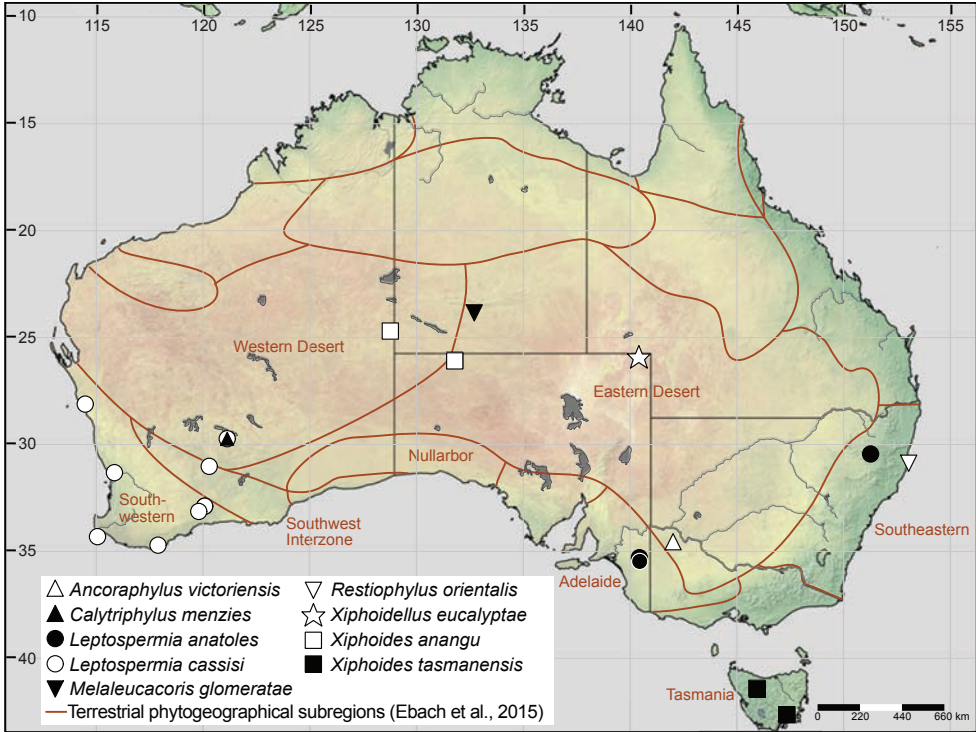 115 120 125 130 135 140 145 150 155
−10
−15
−20
−25
−30
−35
−40
Western Desert
Eastern Desert
Nullarbor
South-
western
Southwest
Interzone
Adelaide
Southeastern
Tasmania
Ancoraphylus victoriensis
Calytriphylus menzies
Leptospermia anatoles
Leptospermia cassisi
Melaleucacoris glomeratae
Restiophylus orientalis
Xiphoidellus eucalyptae
Xiphoides anangu
Xiphoides tasmanensis
Terrestrial phytogeographical subregions (Ebach et al., 2015)
0 220 440 660 km